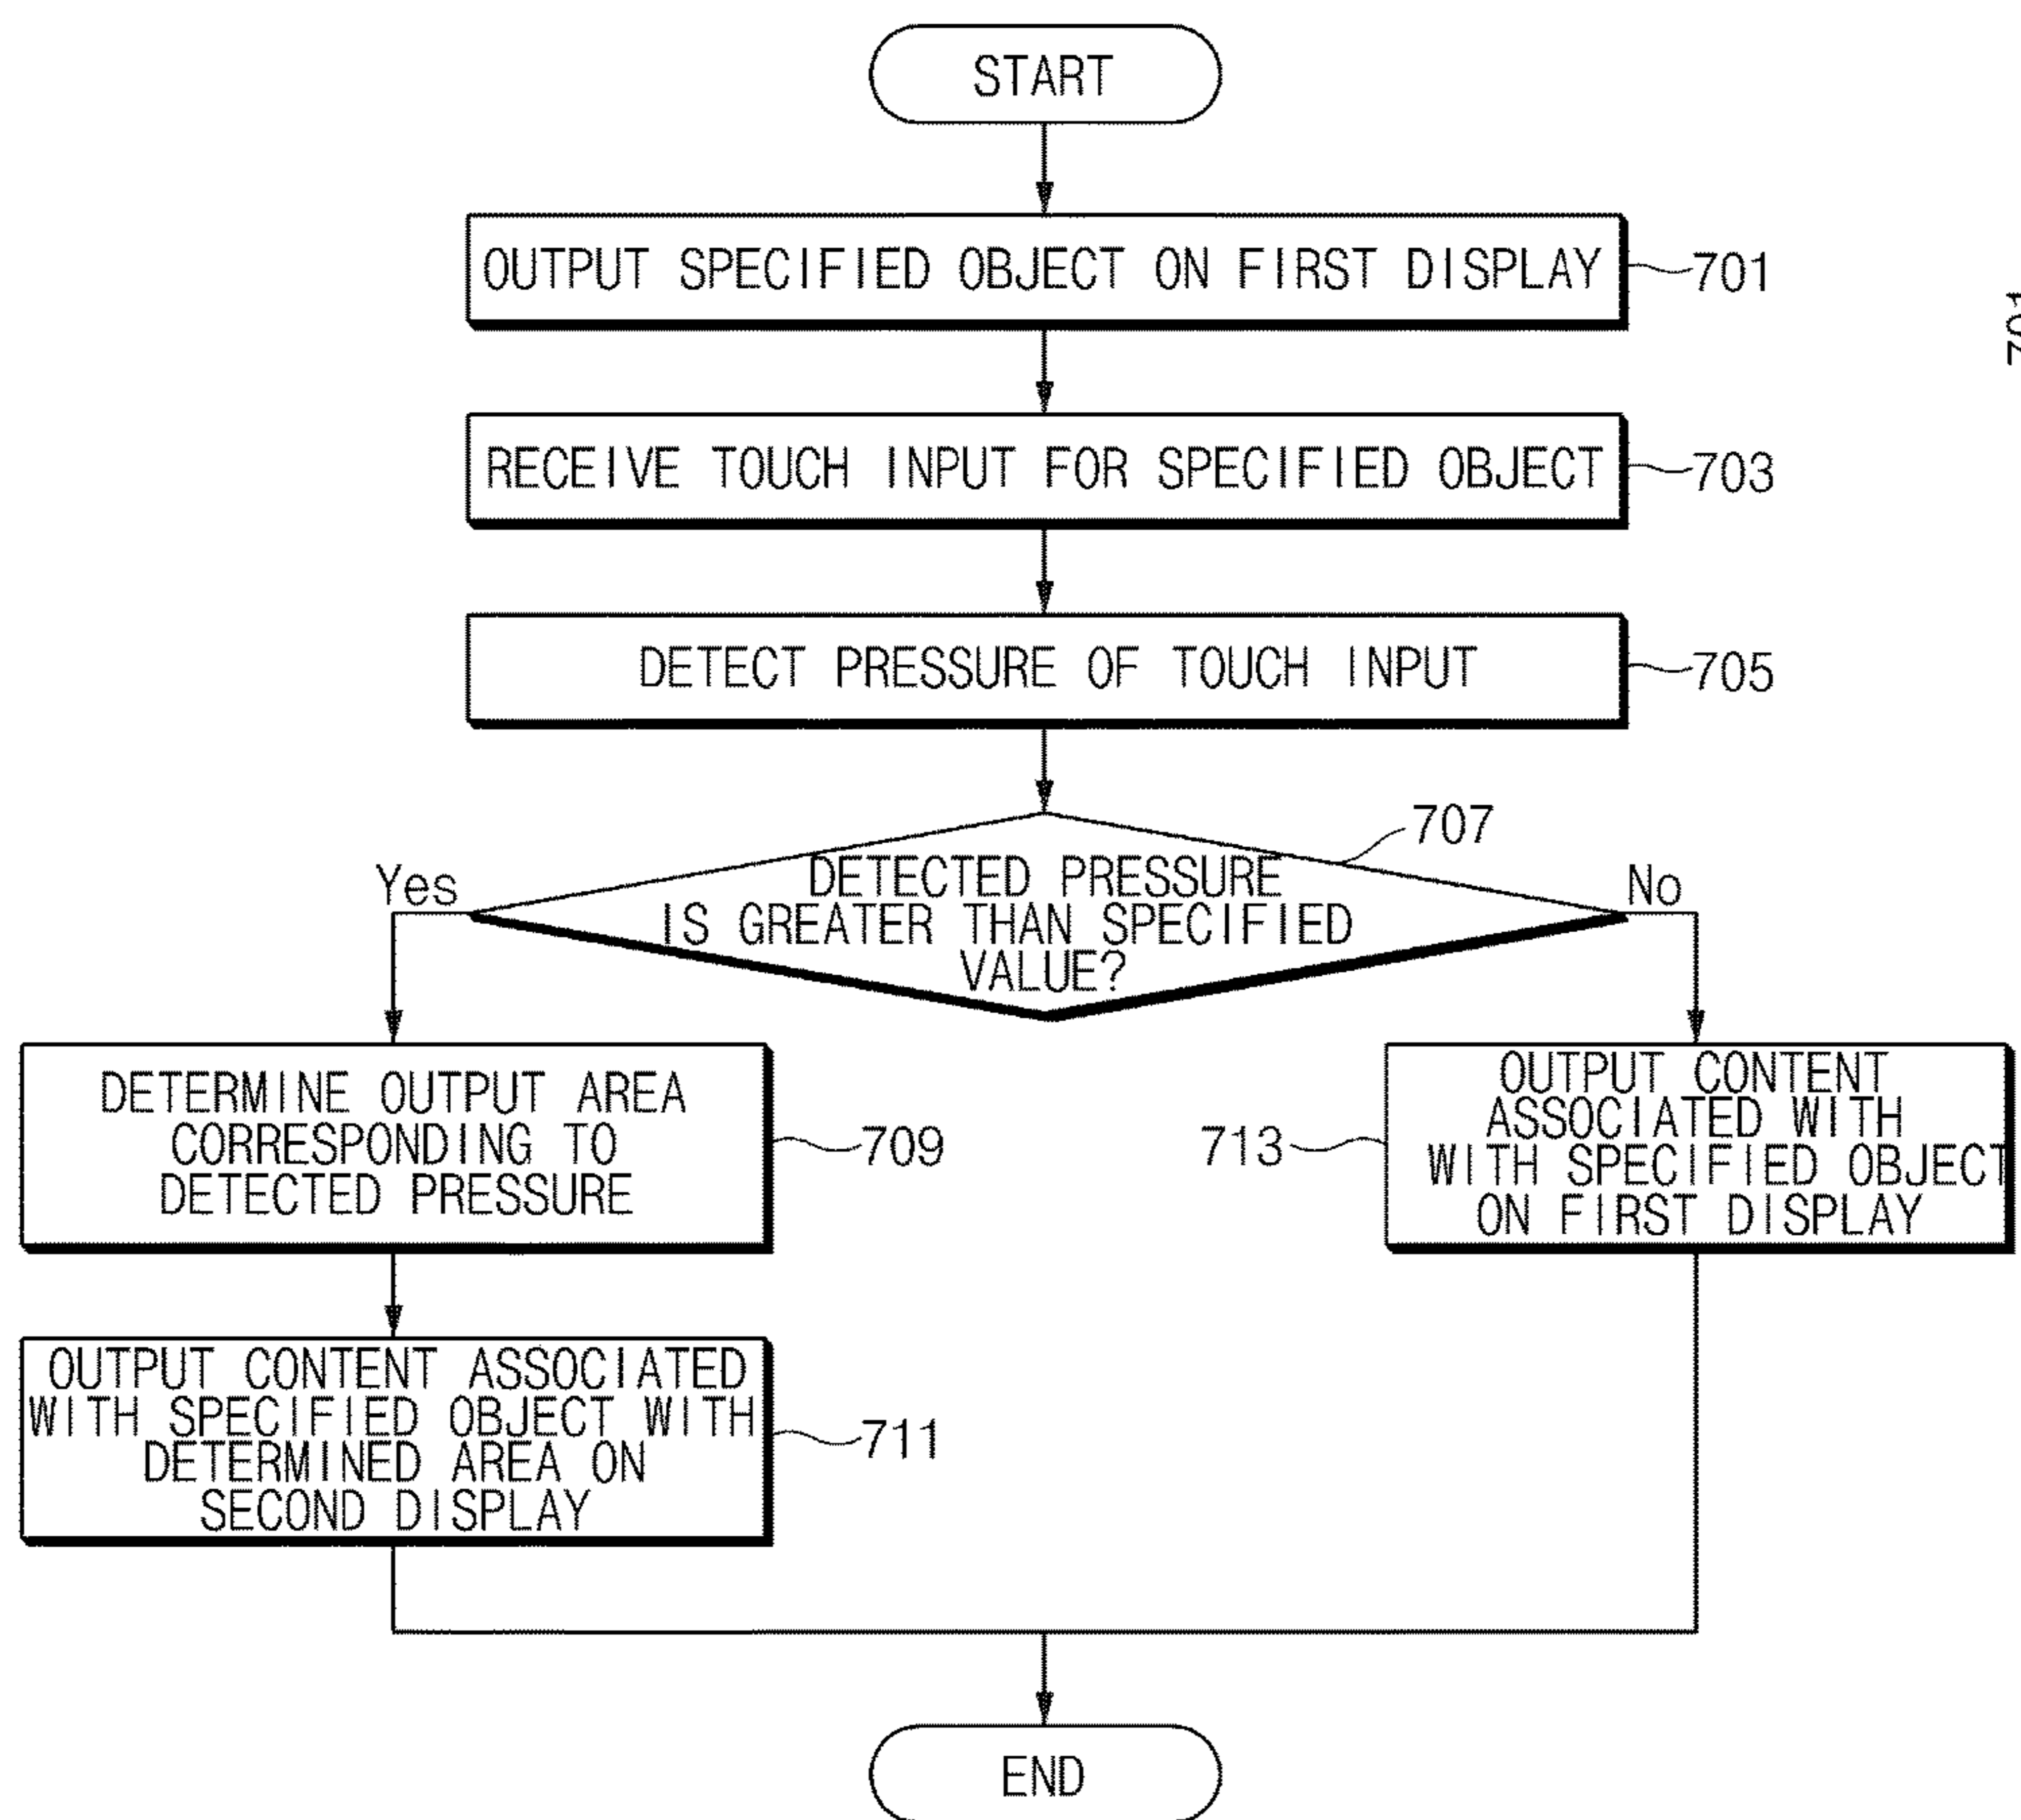 START
OUTPUT SPECIFIED OBJECT ON FIRST DISPLAY
701
701
RECEIVE TOUCH INPUT FOR SPECIFIED OBJECT
703
DETECT PRESSURE OF TOUCH INPUT
705
707
DETECTED PRESSURE
IS GREATER THAN SPECIFIED
VALUE?
Yes
No
DETERMINE OUTPUT AREA
CORRESPONDING TO
DETECTED PRESSURE
709
713
OUTPUT CONTENT
ASSOCIATED WITH
WITH SPECIFIED OBJECT
ON FIRST DISPLAY
OUTPUT CONTENT ASSOCIATED
WITH SPECIFIED OBJECT WITH
DETERMINED AREA ON
SECOND DISPLAY
711
END